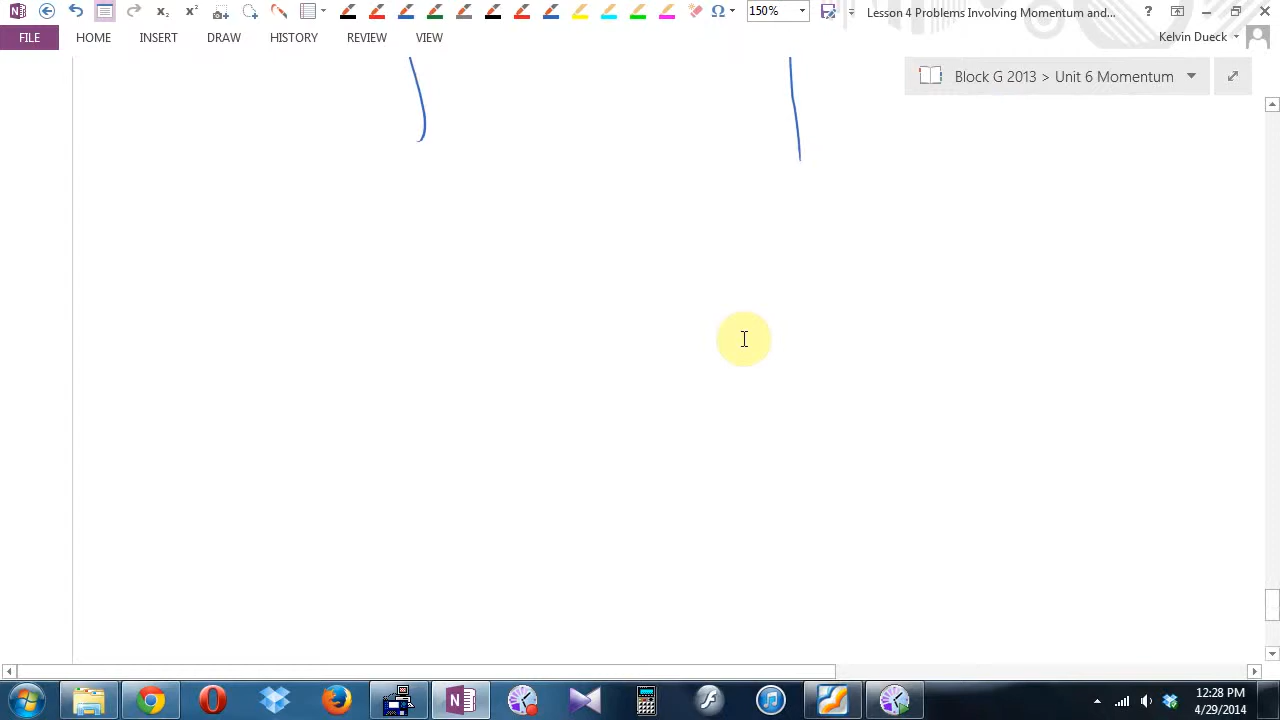 150%
Lesson 4 Problems Involving Momentum and...
?
FILE
HOME
INSERT
DRAW
HISTORY
REVIEW
VIEW
Kelvin Dueck
Block G 2013 > Unit 6 Momentum
12:28 PM
4/29/2014